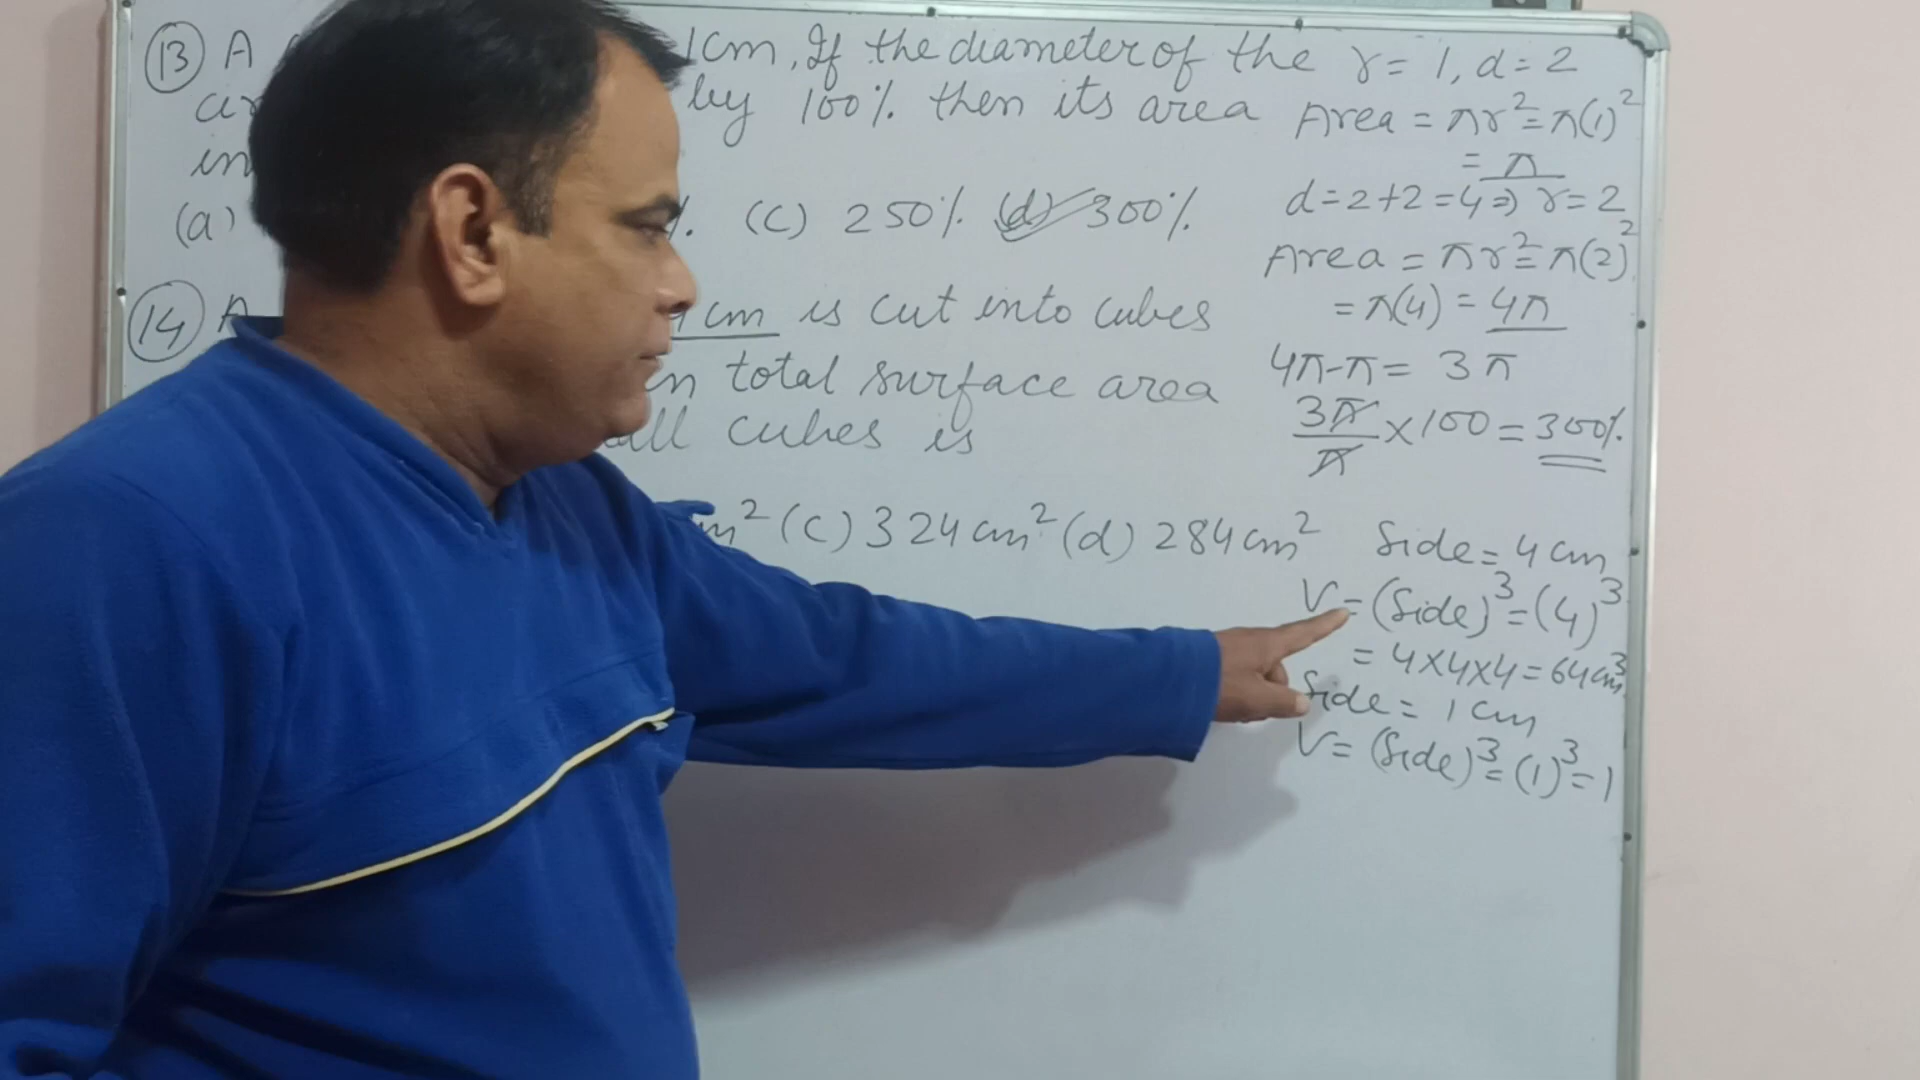 (13) A 1cm, If the diameter of the
by 100%. then its area
in
(a) %. (C) 250%. (d) 300%.
r = 1, d = 2
Area = πr² = π(1)²
= π
d = 2+2 = 4 ⇒ r = 2
Area = πr² = π(2)²
= π(4) = 4π
4π-π = 3π
3π/π × 100 = 300%.
(14) A cm is cut into cubes
total surface area
cubes is
m² (C) 324 cm² (d) 284 cm²
Side = 4 cm
V = (Side)³ = (4)³
= 4×4×4 = 64 cm³
Side = 1 cm
V = (Side)³ = (1)³ = 1